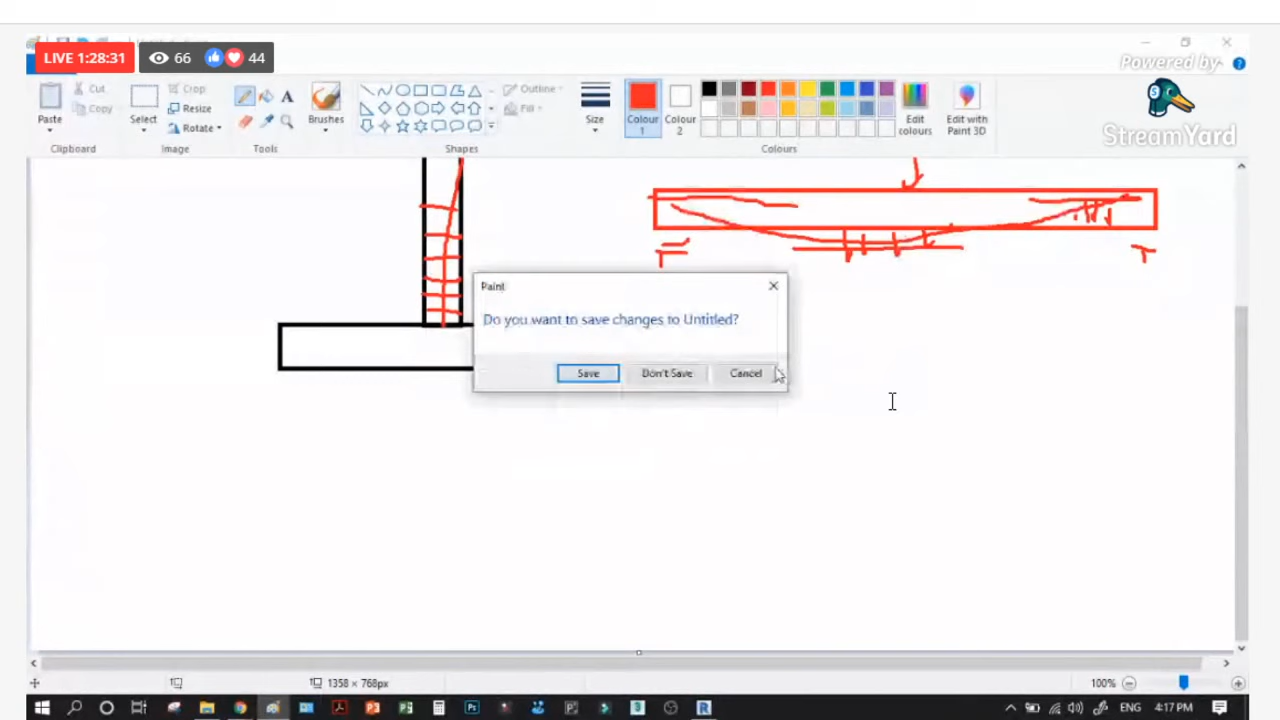 LIVE 1:28:31 66 44
Powered by
StreamYard
Paste
Cut
Copy
Clipboard
Select
Crop
Resize
Rotate
Image
A
Tools
Brushes
Outline
Fill
Shapes
Size
Colour 1
Colour 2
Edit colours
Edit with Paint 3D
Colours
T
T
Paint
Do you want to save changes to Untitled?
Save Don't Save Cancel
1358 × 768px 100%
ENG 4:17 PM